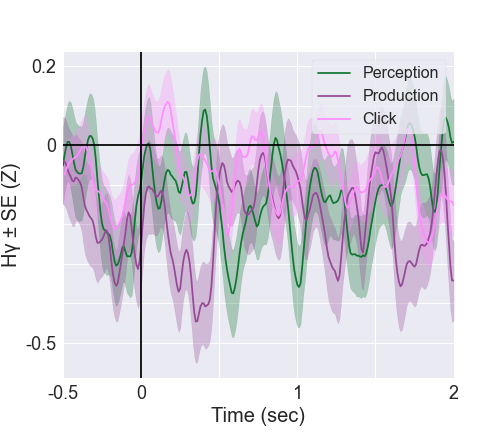 0.2
0
-0.5
Hγ ± SE (Z)
Perception
Production
Click
-0.5
0
1
2
Time (sec)